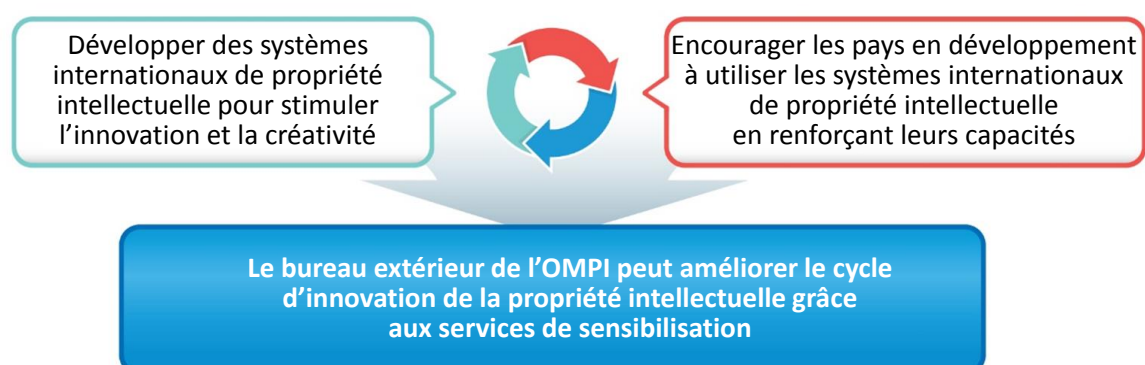 Développer des systèmes
internationaux de propriété
intellectuelle pour stimuler
l’innovation et la créativité
Encourager les pays en développement
à utiliser les systèmes internationaux
de propriété intellectuelle
en renforçant leurs capacités
Le bureau extérieur de l’OMPI peut améliorer le cycle
d’innovation de la propriété intellectuelle grâce
aux services de sensibilisation